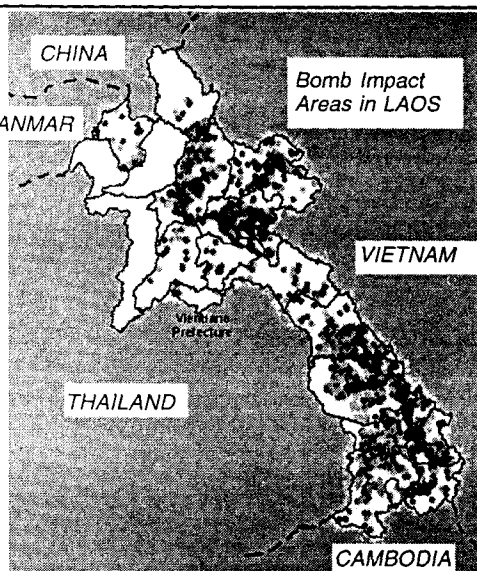 CHINA
Bomb Impact
Areas in LAOS
ANMAR
VIETNAM
Vientiane
Prefecture
THAILAND
CAMBODIA